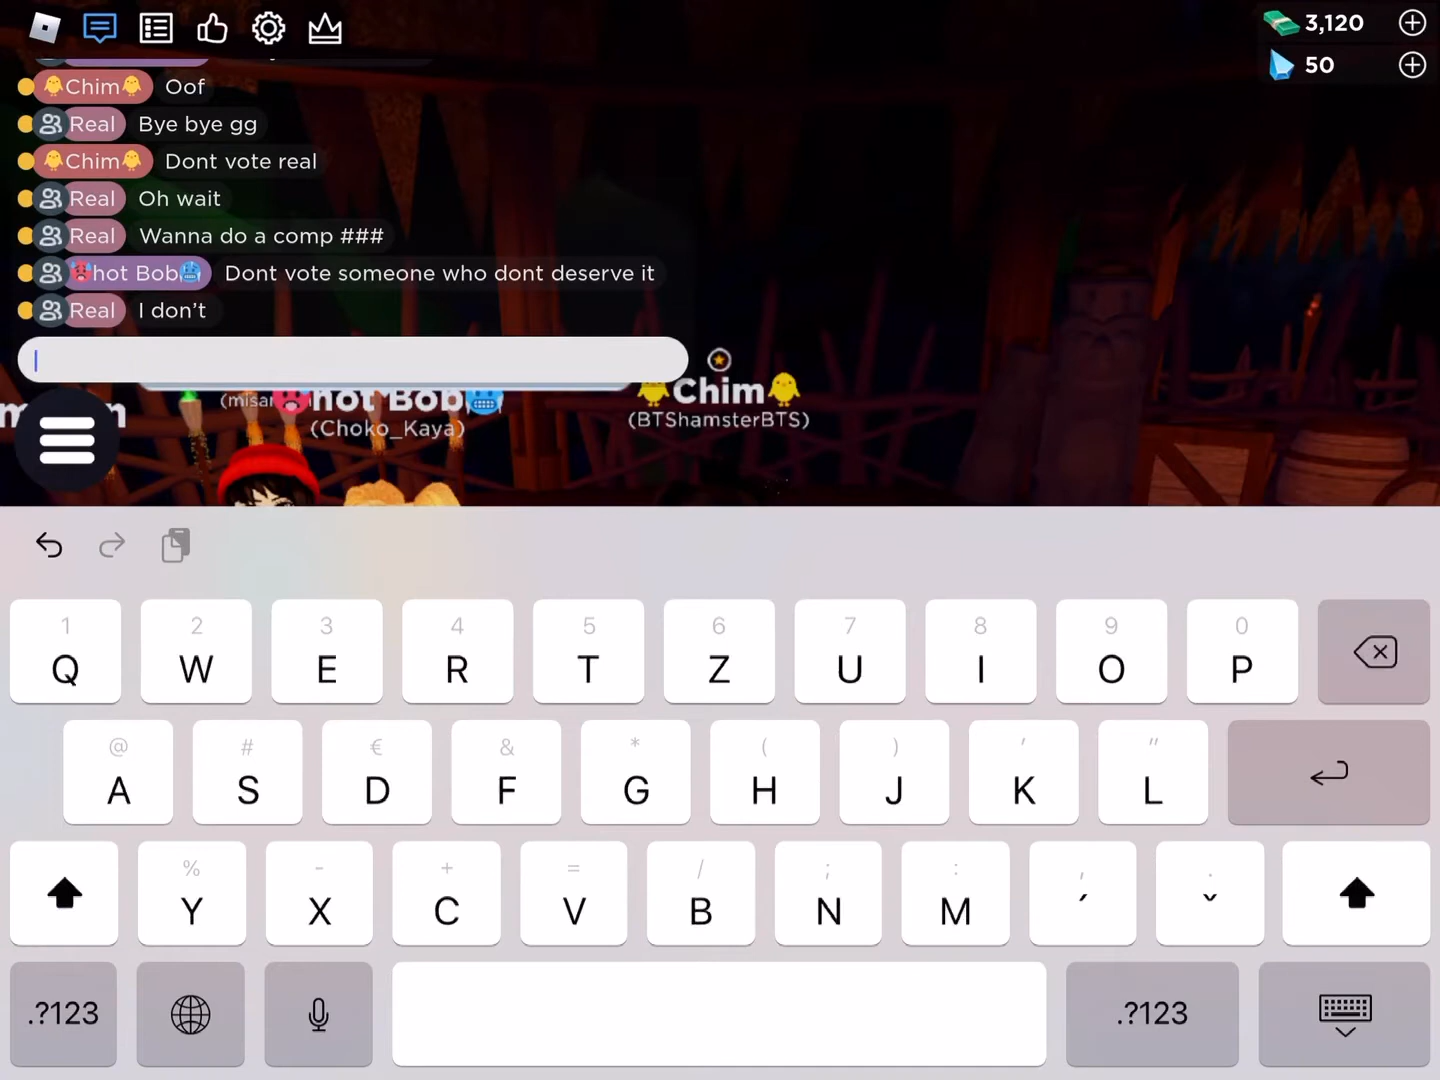 3,120
50
🐥Chim🐥 Oof
Real Bye bye gg
🐥Chim🐥 Dont vote real
Real Oh wait
Real Wanna do a comp ###
🥵hot Bob🥶 Dont vote someone who dont deserve it
Real I don't
🥵hot Bob🥶
(Choko_Kaya)
🐥Chim🐥
(BTShamsterBTS)
1 2 3 4 5 6 7 8 9 0
Q W E R T Z U I O P
@ # € & * ( ) ' "
A S D F G H J K L
% - + = / ; : , .
Y X C V B N M ´ ˇ
.?123 .?123